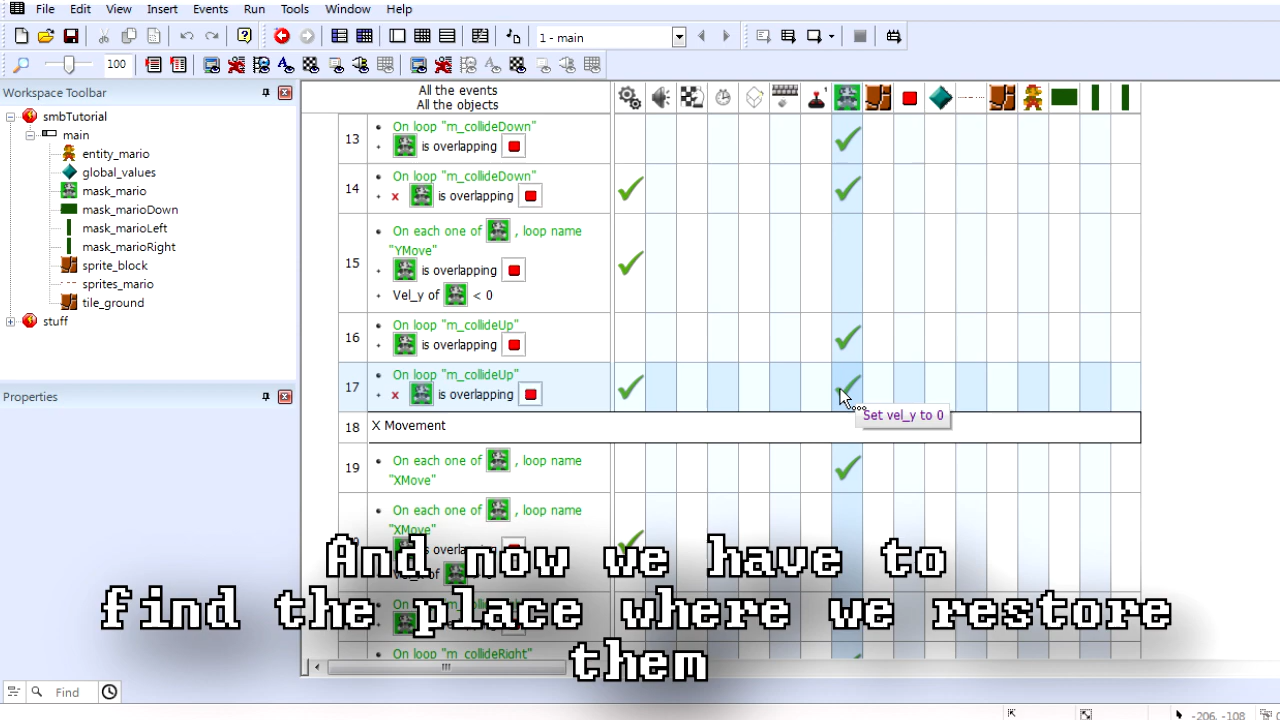 File Edit View Insert Events Run Tools Window Help
1 - main
100
Workspace Toolbar
smbTutorial
main
entity_mario
global_values
mask_mario
mask_marioDown
mask_marioLeft
mask_marioRight
sprite_block
sprites_mario
tile_ground
stuff
Properties
Find
All the events
All the objects
13
On loop "m_collideDown"
is overlapping
14
On loop "m_collideDown"
X is overlapping
15
On each one of , loop name
"YMove"
is overlapping
Vel_y of < 0
16
On loop "m_collideUp"
is overlapping
17
On loop "m_collideUp"
X is overlapping
Set vel_y to 0
18
X Movement
19
On each one of , loop name
"XMove"
On each one of , loop name
"XMove"
On loop "m_collideRight"
And now we have to
find the place where we restore
them
-206, -108